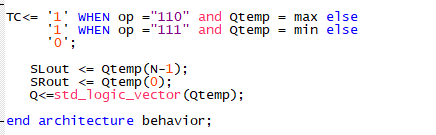 TC<= '1' WHEN op ="110" and Qtemp = max else
'1' WHEN op ="111" and Qtemp = min else
'0';
SLout <= Qtemp(N-1);
SRout <= Qtemp(0);
Q<=std_logic_vector(Qtemp);
end architecture behavior;